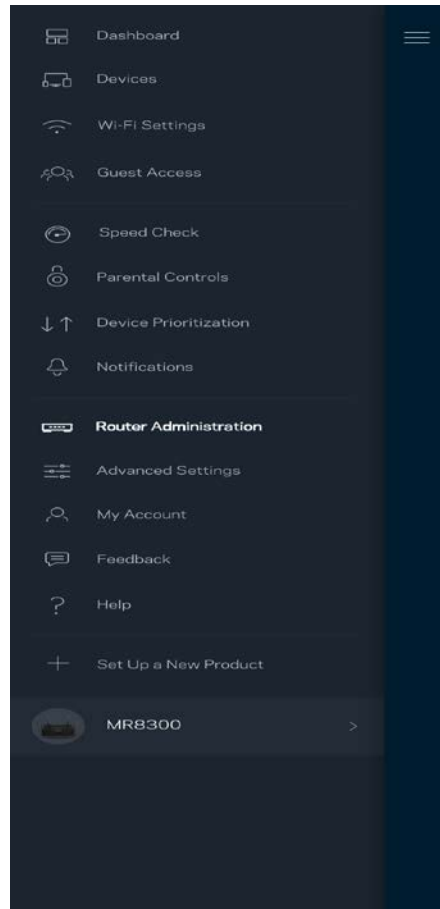 Dashboard
Devices
Wi-Fi Settings
Guest Access
Speed Check
Parental Controls
Device Prioritization
Notifications
Router Administration
Advanced Settings
My Account
Feedback
? Help
Set Up a New Product
MR8300 >